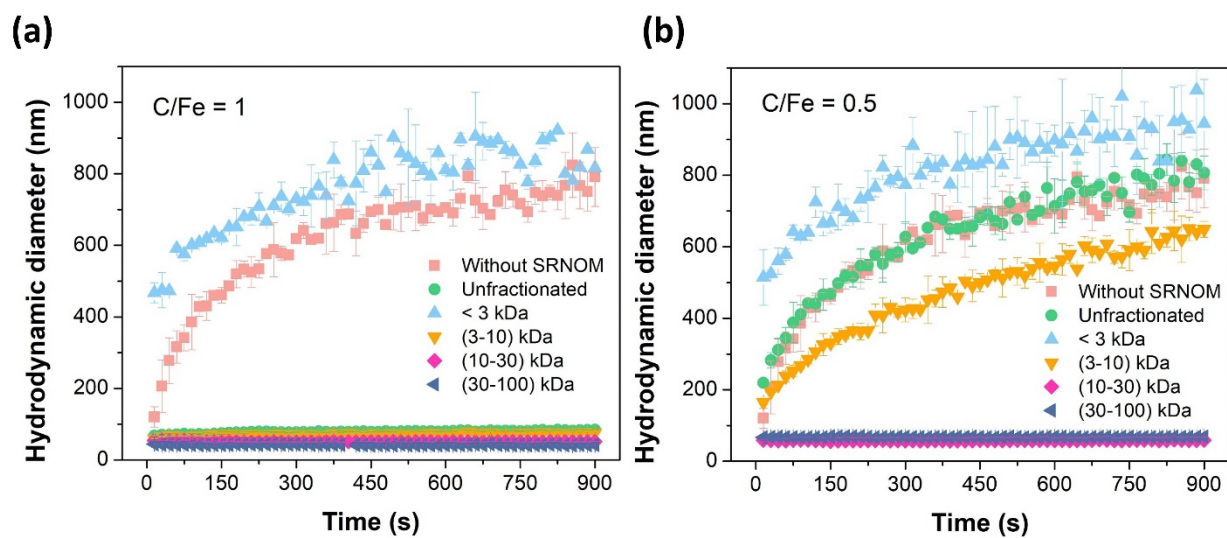 (a)
C/Fe = 1
Hydrodynamic diameter (nm)
1000
800
600
400
200
0
Without SRNOM
Unfractionated
< 3 kDa
(3-10) kDa
(10-30) kDa
(30-100) kDa
0 150 300 450 600 750 900
Time (s)
(b)
C/Fe = 0.5
Hydrodynamic diameter (nm)
1000
800
600
400
200
0
Without SRNOM
Unfractionated
< 3 kDa
(3-10) kDa
(10-30) kDa
(30-100) kDa
0 150 300 450 600 750 900
Time (s)